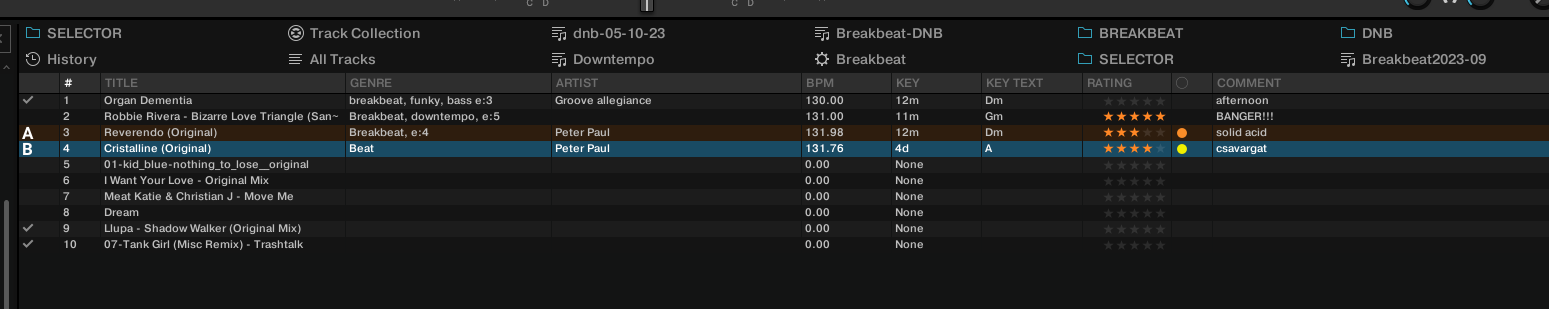 C D C D
SELECTOR Track Collection dnb-05-10-23 Breakbeat-DNB BREAKBEAT DNB
History All Tracks Downtempo Breakbeat SELECTOR Breakbeat2023-09
# TITLE GENRE ARTIST BPM KEY KEY TEXT RATING COMMENT
1 Organ Dementia breakbeat, funky, bass e:3 Groove allegiance 130.00 12m Dm afternoon
2 Robbie Rivera - Bizarre Love Triangle (San~ Breakbeat, downtempo, e:5 131.00 11m Gm BANGER!!!
A 3 Reverendo (Original) Breakbeat, e:4 Peter Paul 131.98 12m Dm solid acid
B 4 Cristalline (Original) Beat Peter Paul 131.76 4d A csavargat
5 01-kid_blue-nothing_to_lose__original 0.00 None
6 I Want Your Love - Original Mix 0.00 None
7 Meat Katie & Christian J - Move Me 0.00 None
8 Dream 0.00 None
9 Llupa - Shadow Walker (Original Mix) 0.00 None
10 07-Tank Girl (Misc Remix) - Trashtalk 0.00 None